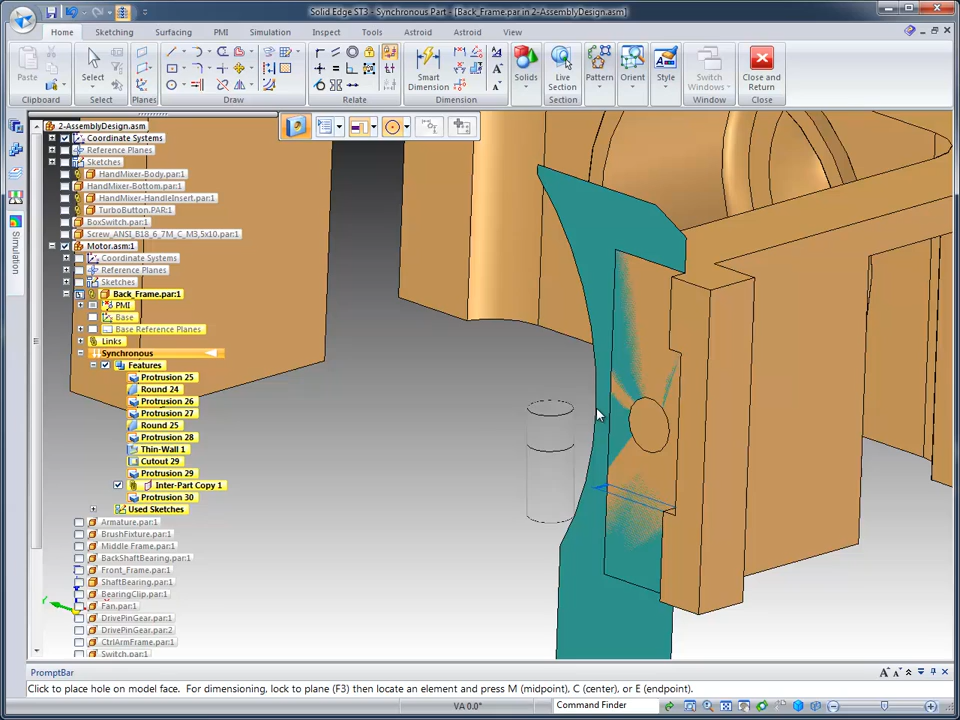 Solid Edge ST3 - Synchronous Part - [Back_Frame.par in 2-AssemblyDesign.asm]
Home Sketching Surfacing PMI Simulation Inspect Tools Astroid Astroid View
Paste Select Smart Dimension Solids Live Section Pattern Orient Style Switch Windows Close and Return
Clipboard Select Planes Draw Relate Dimension Section Window Close
2-AssemblyDesign.asm
Coordinate Systems
Reference Planes
Sketches
HandMixer-Body.par:1
HandMixer-Bottom.par:1
HandMixer-HandleInsert.par:1
TurboButton.PAR:1
BoxSwitch.par:1
Screw_ANSI_B18_6_7M_C_M3,5x10.par:1
Motor.asm:1
Coordinate Systems
Reference Planes
Sketches
Back_Frame.par:1
PMI
Base
Base Reference Planes
Links
Synchronous
Features
Protrusion 25
Round 24
Protrusion 26
Protrusion 27
Round 25
Protrusion 28
Thin-Wall 1
Cutout 29
Protrusion 29
Inter-Part Copy 1
Protrusion 30
Used Sketches
Armature.par:1
BrushFixture.par:1
Middle Frame.par:1
BackShaftBearing.par:1
Front_Frame.par:1
ShaftBearing.par:1
BearingClip.par:1
Fan.par:1
DrivePinGear.par:1
DrivePinGear.par:2
CtrlArmFrame.par:1
Switch.par:1
Simulation
Y
PromptBar
Click to place hole on model face. For dimensioning, lock to plane (F3) then locate an element and press M (midpoint), C (center), or E (endpoint).
VA 0.0° Command Finder